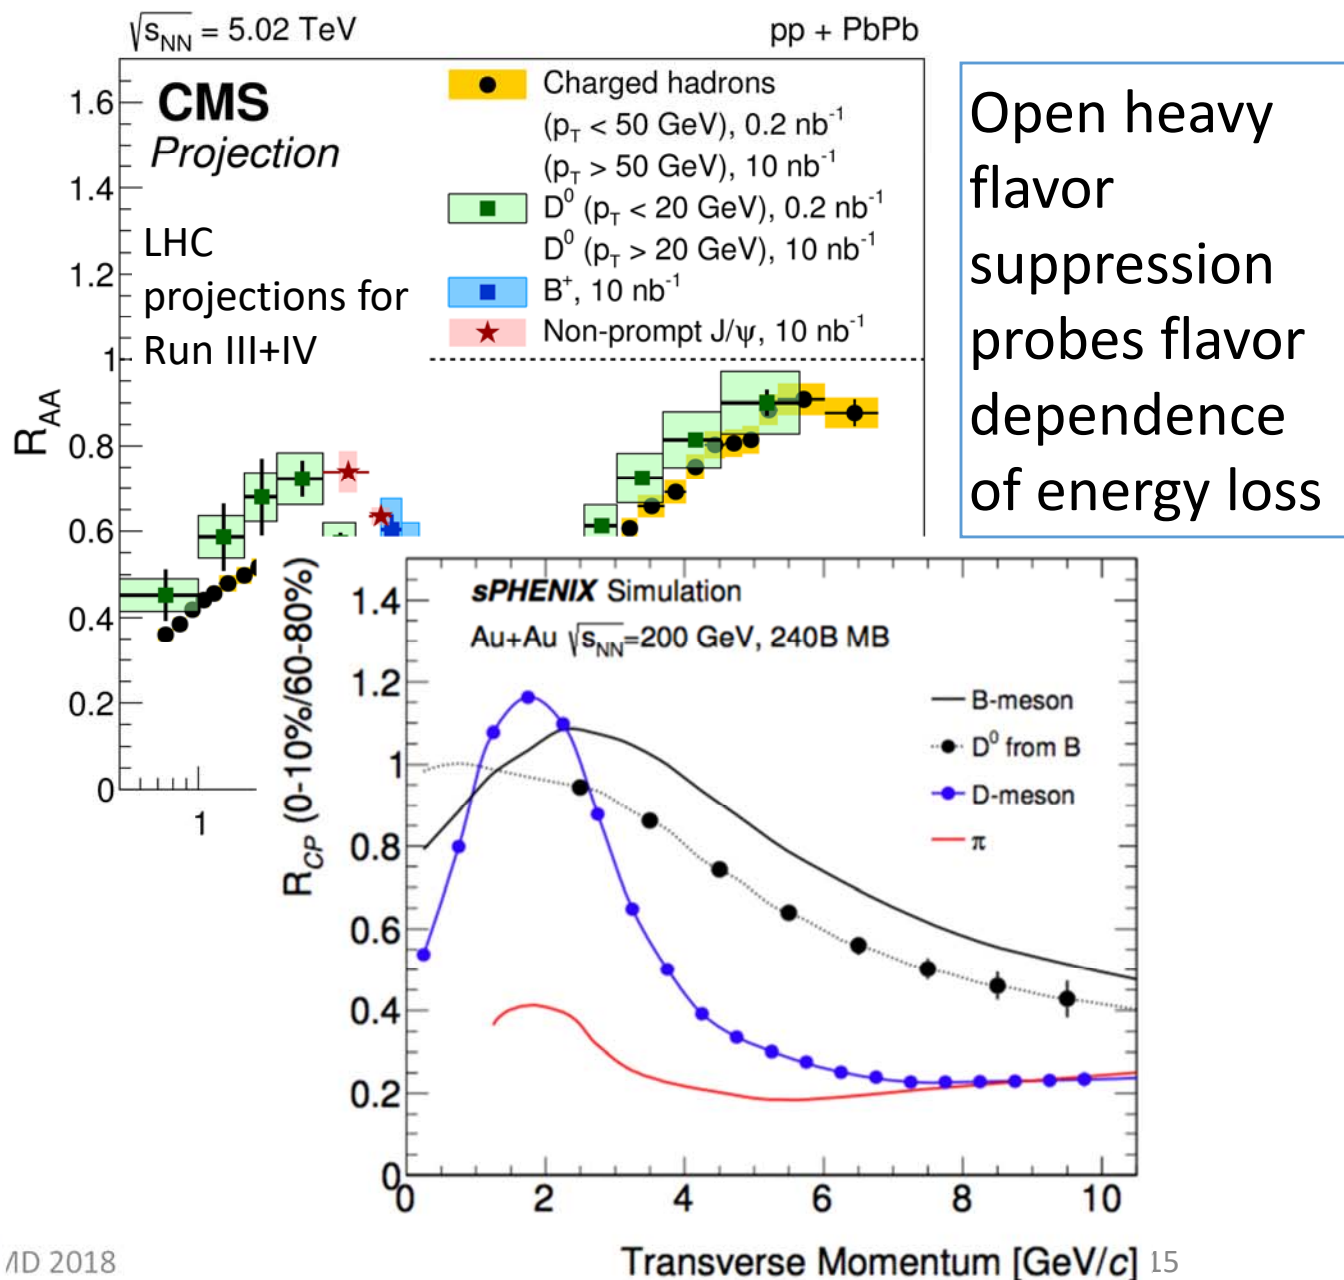 √sNN = 5.02 TeV
pp + PbPb
CMS
Projection
LHC
projections for
Run III+IV
Charged hadrons
(pT < 50 GeV), 0.2 nb-1
(pT > 50 GeV), 10 nb-1
D0 (pT < 20 GeV), 0.2 nb-1
D0 (pT > 20 GeV), 10 nb-1
B+, 10 nb-1
Non-prompt J/ψ, 10 nb-1
RAA
1.6
1.4
1.2
1
0.8
0.6
0.4
0.2
0
1
Open heavy
flavor
suppression
probes flavor
dependence
of energy loss
sPHENIX Simulation
Au+Au √sNN=200 GeV, 240B MB
B-meson
D0 from B
D-meson
π
RCP (0-10%/60-80%)
1.4
1.2
1
0.8
0.6
0.4
0.2
0
0 2 4 6 8 10
Transverse Momentum [GeV/c]
2018
15